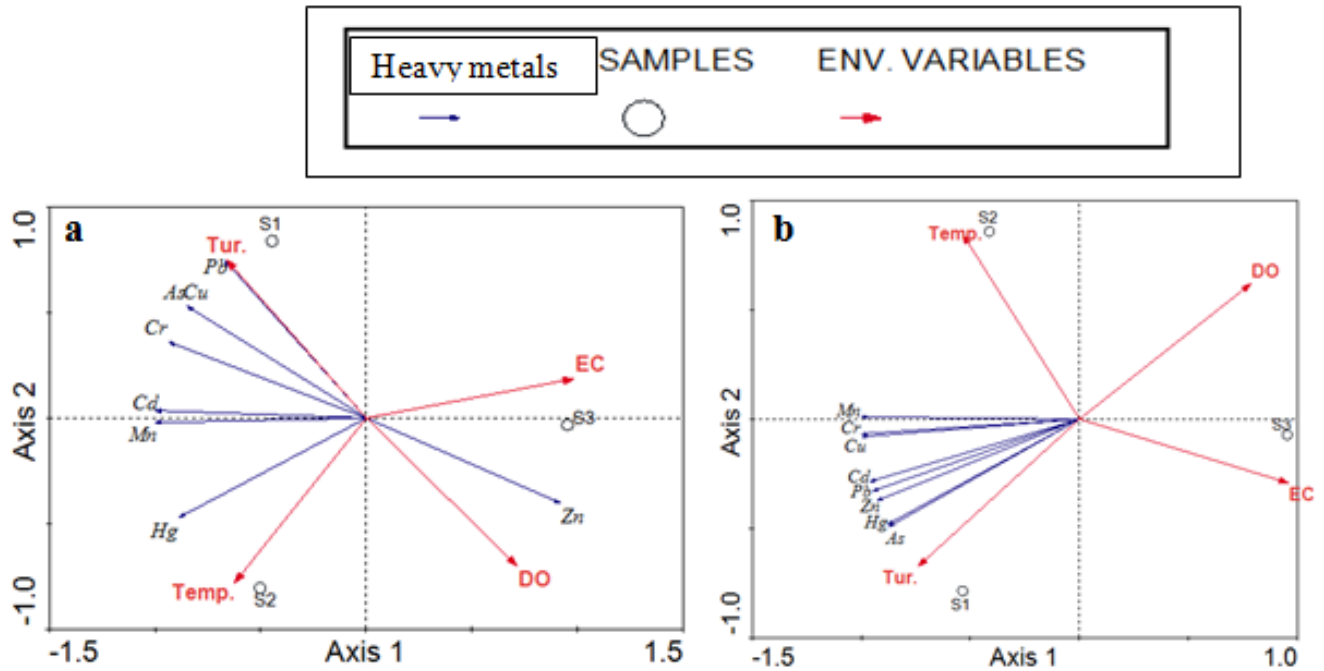 Heavy metals SAMPLES ENV. VARIABLES
a
1.0
S1
Tur.
Pb
AsCu
Cr
EC
Cd
S3
Mn
Axis 2
Zn
Hg
DO
Temp.
S2
-1.0
-1.5 Axis 1 1.5
b
1.0
S2
Temp.
DO
Mn
Cr
Cu
Axis 2
Cd
Pb
EC
Zn
Hg
As
Tur.
S1
-1.0
-1.5 Axis 1 1.0